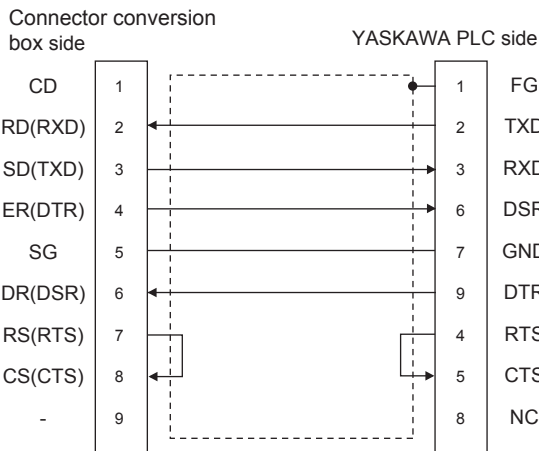 Connector conversion
box side
YASKAWA PLC side
CD 1 1 FG
RD(RXD) 2 2 TXD
SD(TXD) 3 3 RXD
ER(DTR) 4 6 DSR
SG 5 7 GND
DR(DSR) 6 9 DTR
RS(RTS) 7 4 RTS
CS(CTS) 8 5 CTS
- 9 8 NC